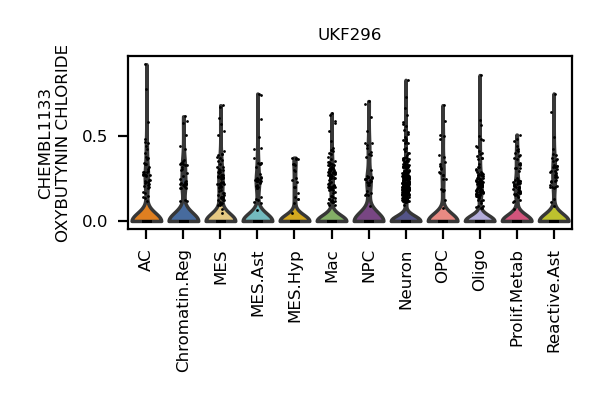 UKF296
CHEMBL1133
OXYBUTYNIN CHLORIDE
0.5
0.0
AC
Chromatin.Reg
MES
MES.Ast
MES.Hyp
Mac
NPC
Neuron
OPC
Oligo
Prolif.Metab
Reactive.Ast